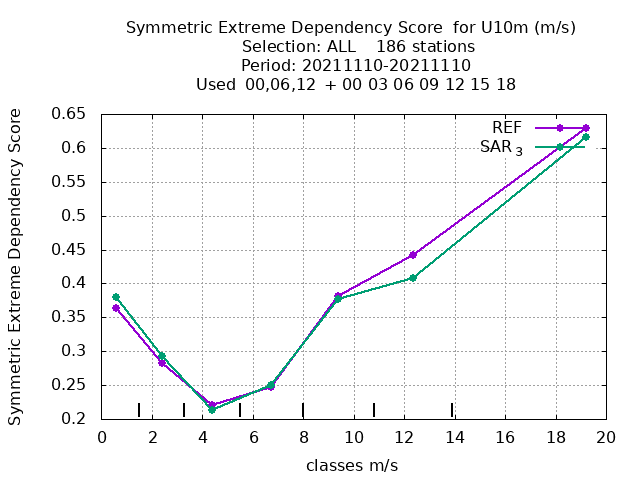 Symmetric Extreme Dependency Score  for U10m (m/s)
Selection: ALL    186 stations
Period: 20211110-20211110
Used  00,06,12  + 00 03 06 09 12 15 18
Symmetric Extreme Dependency Score
0.65
0.6
0.55
0.5
0.45
0.4
0.35
0.3
0.25
0.2
REF
SAR 3
0 2 4 6 8 10 12 14 16 18 20
classes m/s